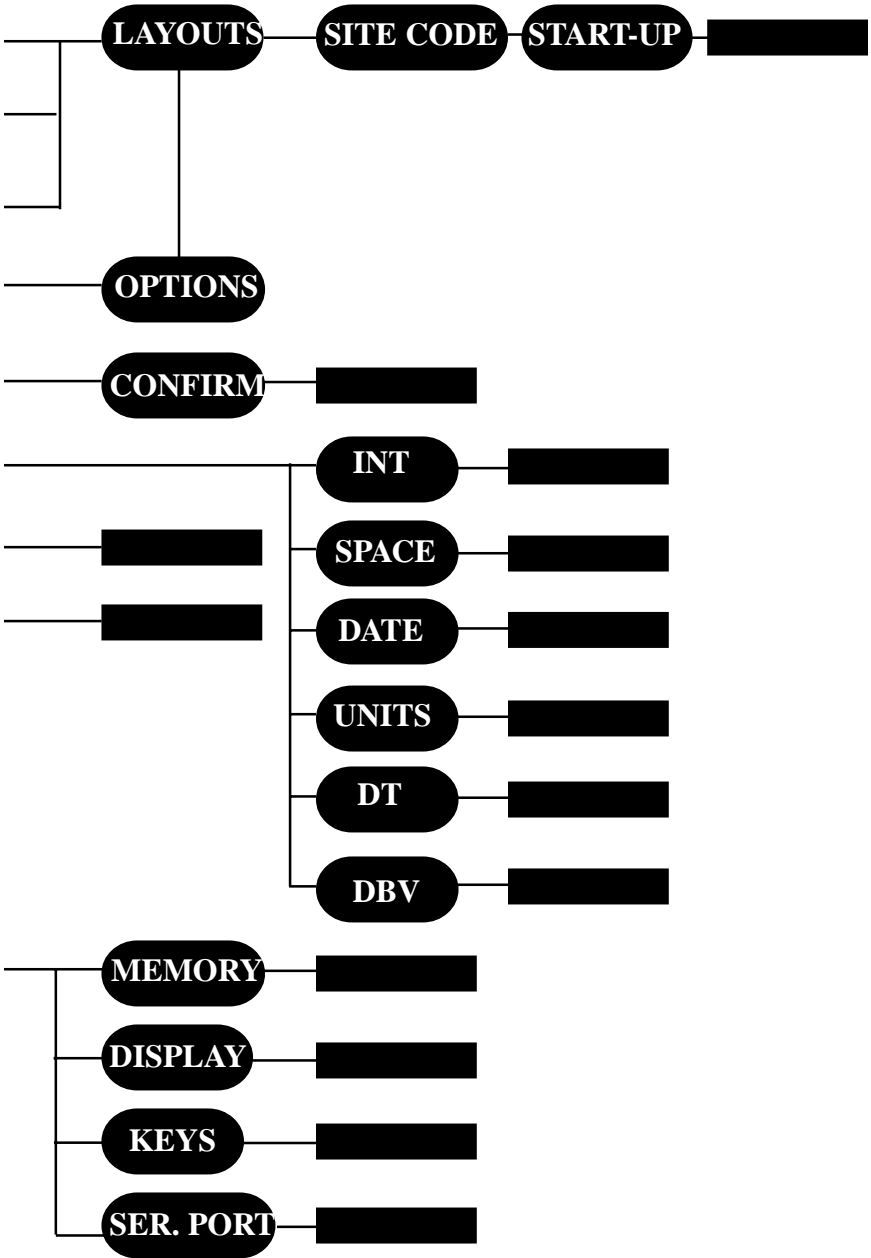 LAYOUTS
SITE CODE
START-UP
OPTIONS
CONFIRM
INT
SPACE
DATE
UNITS
DT
DBV
MEMORY
DISPLAY
KEYS
SER. PORT